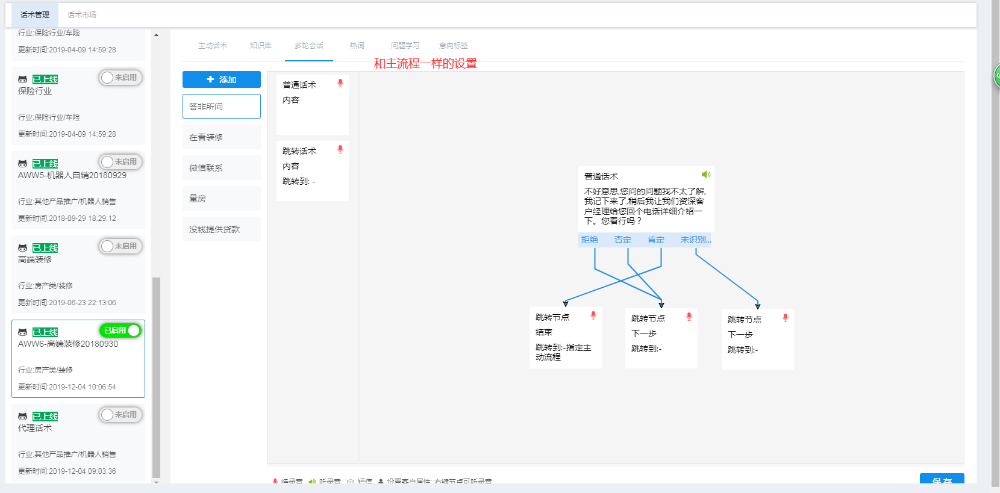 话术管理
话术市场
行业:保险行业/车险
更新时间:2019-04-09 14:59:28
已上线
未启用
保险行业
行业:保险行业/车险
更新时间:2019-04-09 14:59:28
已上线
未启用
AWW5-机器人自销20180929
行业:其他产品推广/机器人销售
更新时间:2018-09-29 18:29:12
已上线
未启用
高端装修
行业:房产类/装修
更新时间:2019-06-23 22:13:06
已上线
已启用
AWW6-高端装修20180930
行业:房产类/装修
更新时间:2019-12-04 10:06:54
已上线
未启用
代理话术
行业:其他产品推广/机器人销售
更新时间:2019-12-04 09:03:36
主动话术
知识库
多轮会话
热词
问题学习
意向标签
和主流程一样的设置
添加
答非所问
在看装修
微信联系
量房
没钱提供贷款
普通话术
内容
跳转话术
内容
跳转到: -
普通话术
不好意思,您问的问题我不太了解,
我记下来了,稍后我让我们资深客
户经理给您回个电话详细介绍一
下。您看行吗？
拒绝
否定
肯定
未识别...
跳转节点
结束
跳转到:-指定主
动流程
跳转节点
下一步
跳转到:-
跳转节点
下一步
跳转到:-
待录音
听录音
短信
设置客户属性; 右键节点可听录音
保存